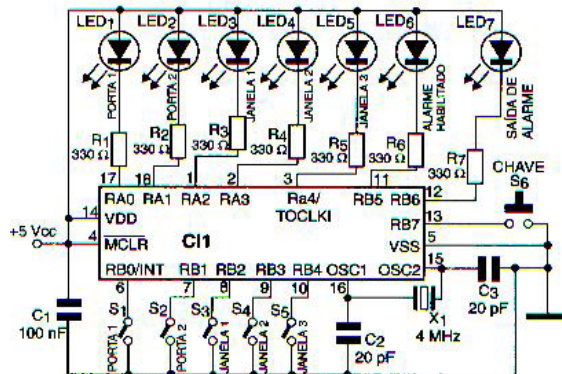 LED1 LED2 LED3 LED4 LED5 LED6 LED7
PORTA 1
PORTA 2
JANELA 1
JANELA 2
JANELA 3
ALARME HABILITADO
SAÍDA DE ALARME
R1 330 Ω
R2 330 Ω
R3 330 Ω
R4 330 Ω
R5 330 Ω
R6 330 Ω
R7 330 Ω
CHAVE
S6
17 18 1 2 3 11 12
RA0 RA1 RA2 RA3 Ra4/ TOCLKI RB5 RB6
14 VDD
RB7 13
+5 Vcc
4 MCLR
CI1
VSS 5
15
RB0/INT RB1 RB2 RB3 RB4 OSC1 OSC2
6 7 8 9 10 16
C1
100 nF
S1 S2 S3 S4 S5
PORTA 1
PORTA 2
JANELA 1
JANELA 2
JANELA 3
C2
20 pF
X1
4 MHz
C3
20 pF